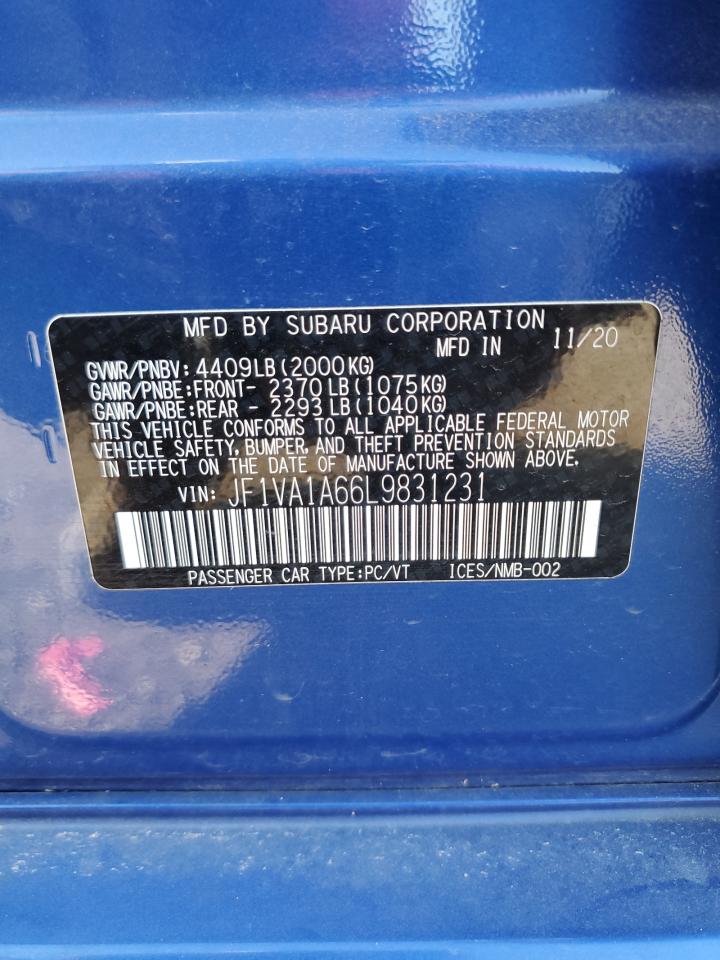 MFD BY SUBARU CORPORATION
MFD IN 11/20
GVWR/PNBV: 4409LB(2000KG)
GAWR/PNBE:FRONT- 2370LB(1075KG)
GAWR/PNBE:REAR - 2293LB(1040KG)
THIS VEHICLE CONFORMS TO ALL APPLICABLE FEDERAL MOTOR
VEHICLE SAFETY, BUMPER, AND THEFT PREVENTION STANDARDS
IN EFFECT ON THE DATE OF MANUFACTURE SHOWN ABOVE.
VIN: JF1VA1A66L9831231
PASSENGER CAR TYPE:PC/VT ICES/NMB-002